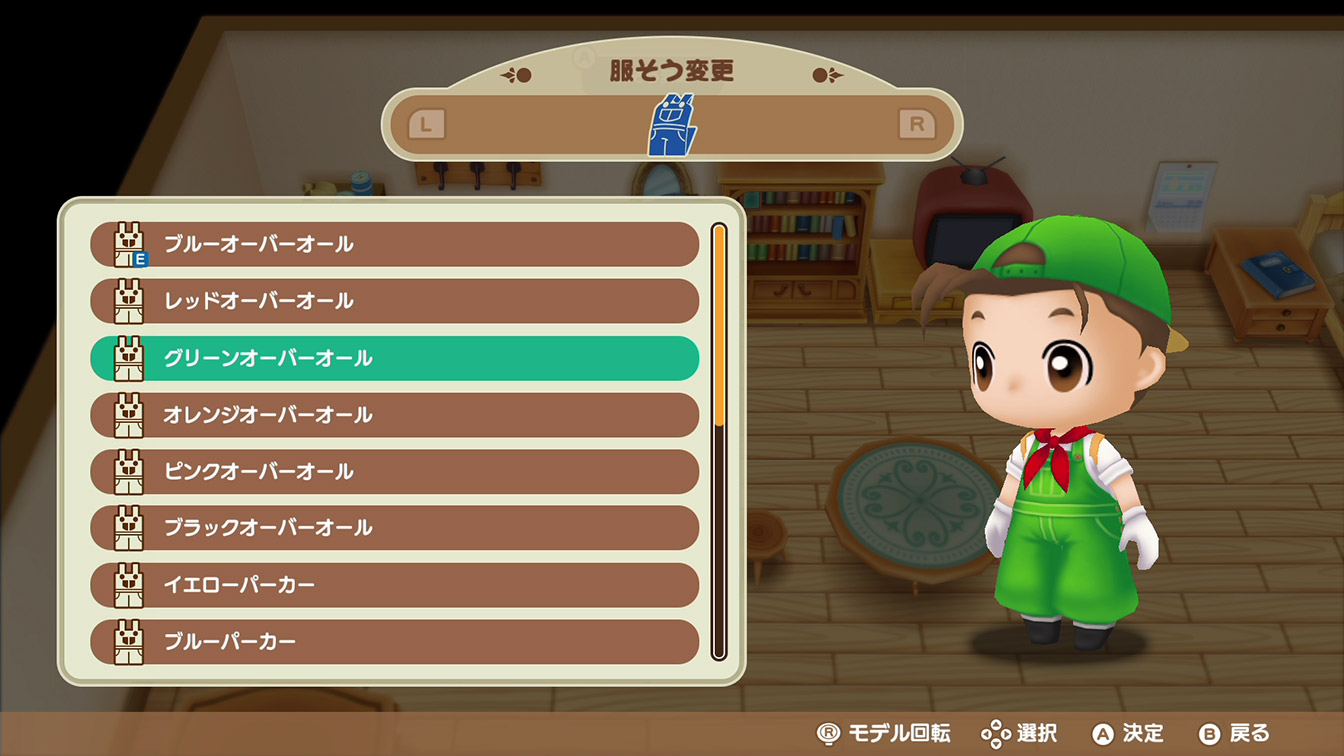 服そう変更
L
R
ブルーオーバーオール
E
レッドオーバーオール
グリーンオーバーオール
オレンジオーバーオール
ピンクオーバーオール
ブラックオーバーオール
イエローパーカー
ブルーパーカー
R モデル回転 選択 A 決定 B 戻る